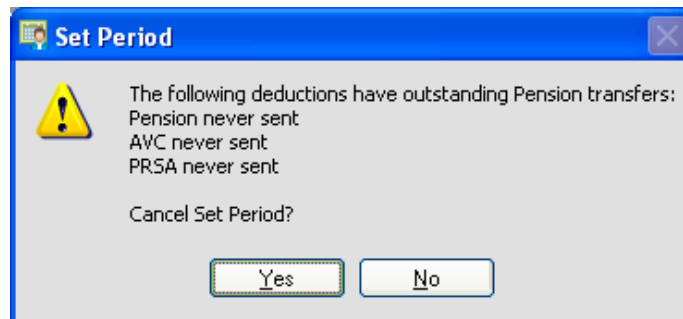 Set Period
The following deductions have outstanding Pension transfers:
Pension never sent
AVC never sent
PRSA never sent
Cancel Set Period?
Yes
No